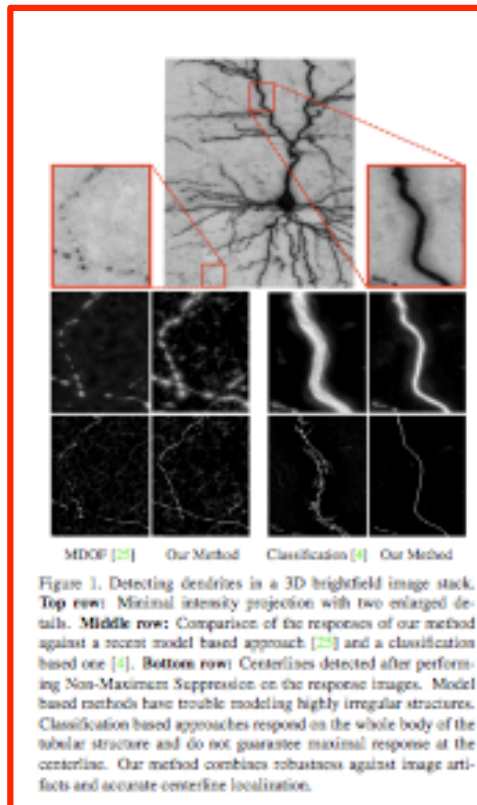 MDOF [25] Our Method Classification [4] Our Method
Figure 1. Detecting dendrites in a 3D brightfield image stack.
Top row: Minimal intensity projection with two enlarged de-
tails. Middle row: Comparison of the responses of our method
against a recent model based approach [25] and a classification
based one [4]. Bottom row: Centerlines detected after perform-
ing Non-Maximum Suppression on the response images. Model
based methods have trouble modeling highly irregular structures.
Classification based approaches respond on the whole body of the
tubular structure and do not guarantee maximal response at the
centerline. Our method combines robustness against image arti-
facts and accurate centerline localization.